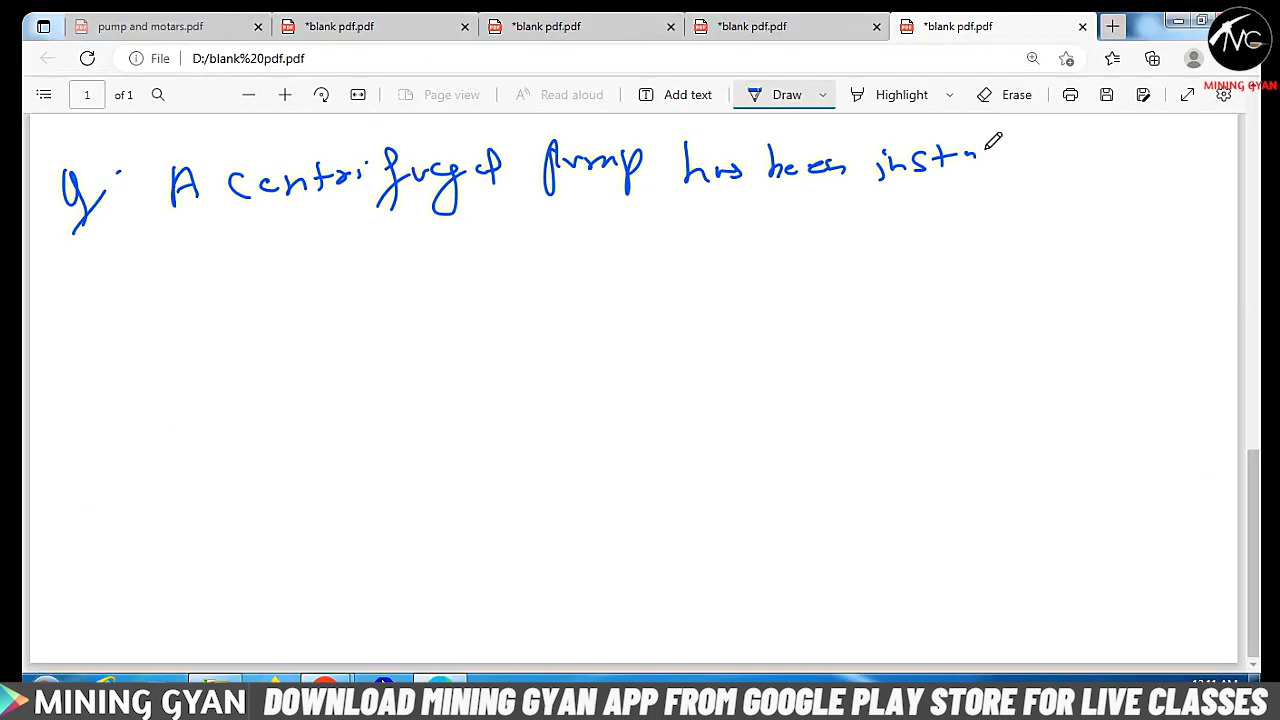 pump and motars.pdf
*blank pdf.pdf
*blank pdf.pdf
*blank pdf.pdf
*blank pdf.pdf
MVG
MINING GYAN
File
D:/blank%20pdf.pdf
1 of 1
Page view
Read aloud
Add text
Draw
Highlight
Erase
Q. A centrifugal pump has been insta
MINING GYAN DOWNLOAD MINING GYAN APP FROM GOOGLE PLAY STORE FOR LIVE CLASSES